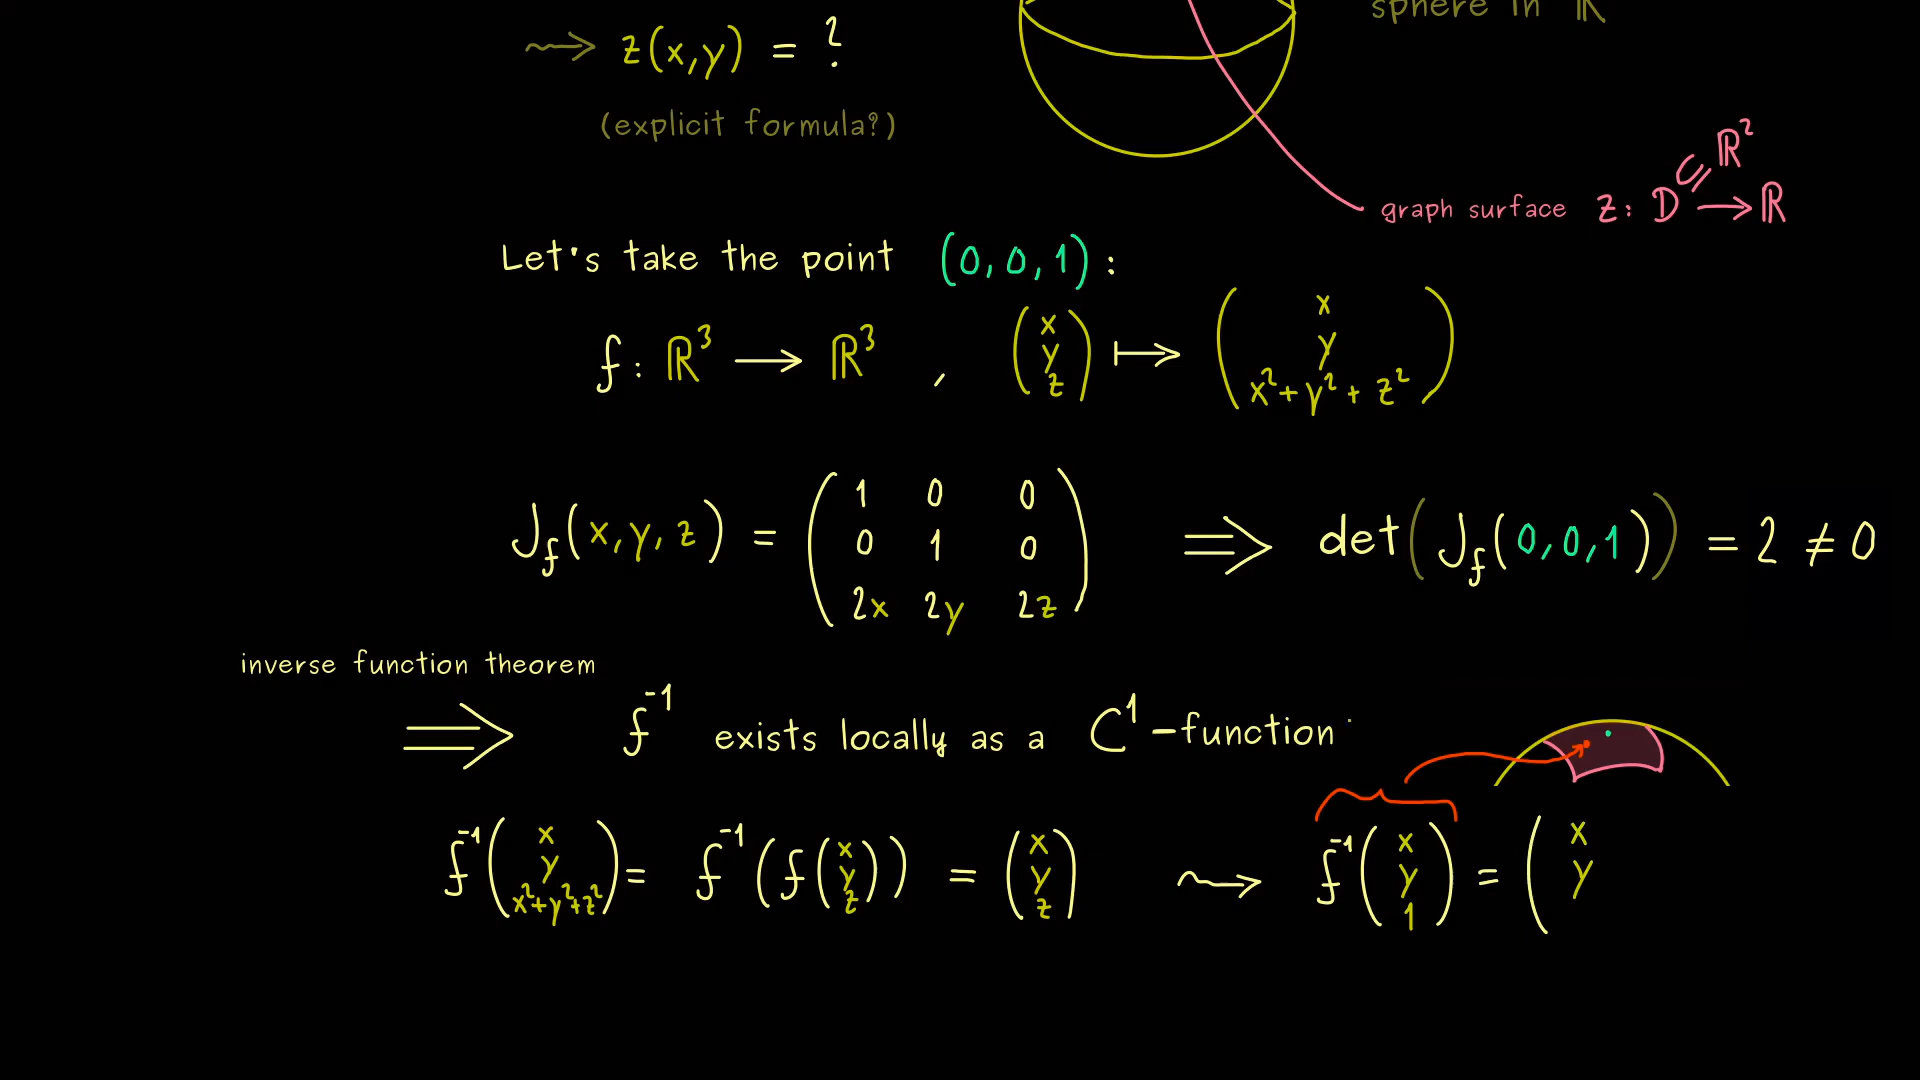 sphere in ℝ
⇝ z(x,y) = ?
(explicit formula?)
graph surface z: D ⊆ ℝ² ⟶ ℝ
Let's take the point (0,0,1) :
f: ℝ³ ⟶ ℝ³ , (x y z) ↦ (x y x²+y²+z²)
J_f(x,y,z) = (1 0 0
0 1 0
2x 2y 2z) ⟹ det(J_f(0,0,1)) = 2 ≠ 0
inverse function theorem
⟹ f⁻¹ exists locally as a C¹-function
f⁻¹(x y x²+y²+z²) = f⁻¹(f(x y z)) = (x y z) ⇝ f⁻¹(x y 1) = (x y